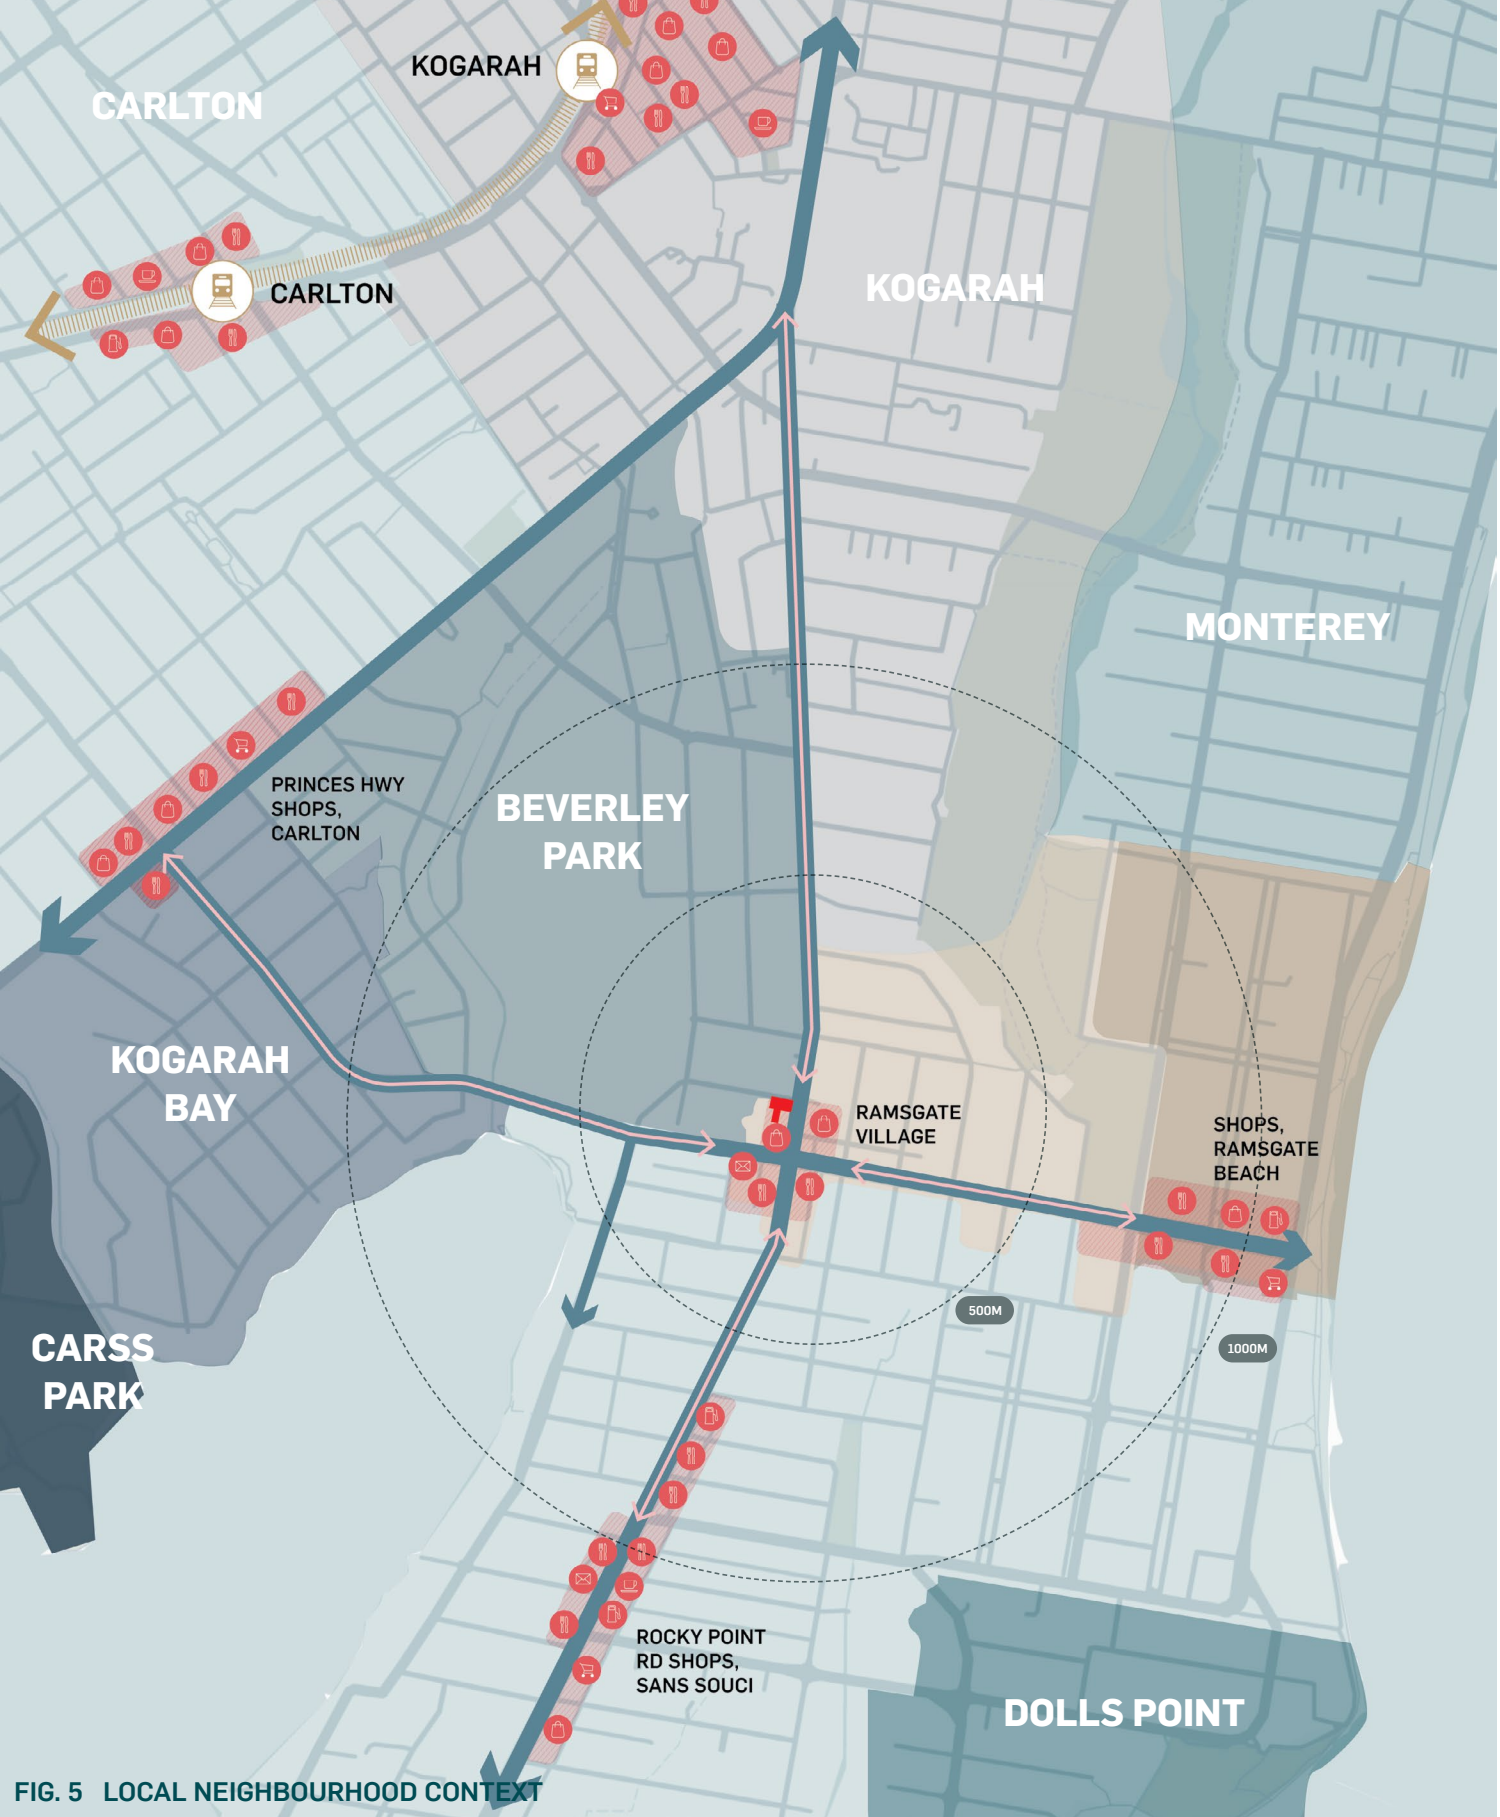 KOGARAH
CARLTON
CARLTON
KOGARAH
MONTEREY
PRINCES HWY
SHOPS,
CARLTON
BEVERLEY
PARK
KOGARAH
BAY
RAMSGATE
VILLAGE
SHOPS,
RAMSGATE
BEACH
500M
1000M
CARSS
PARK
ROCKY POINT
RD SHOPS,
SANS SOUCI
DOLLS POINT
FIG. 5 LOCAL NEIGHBOURHOOD CONTEXT